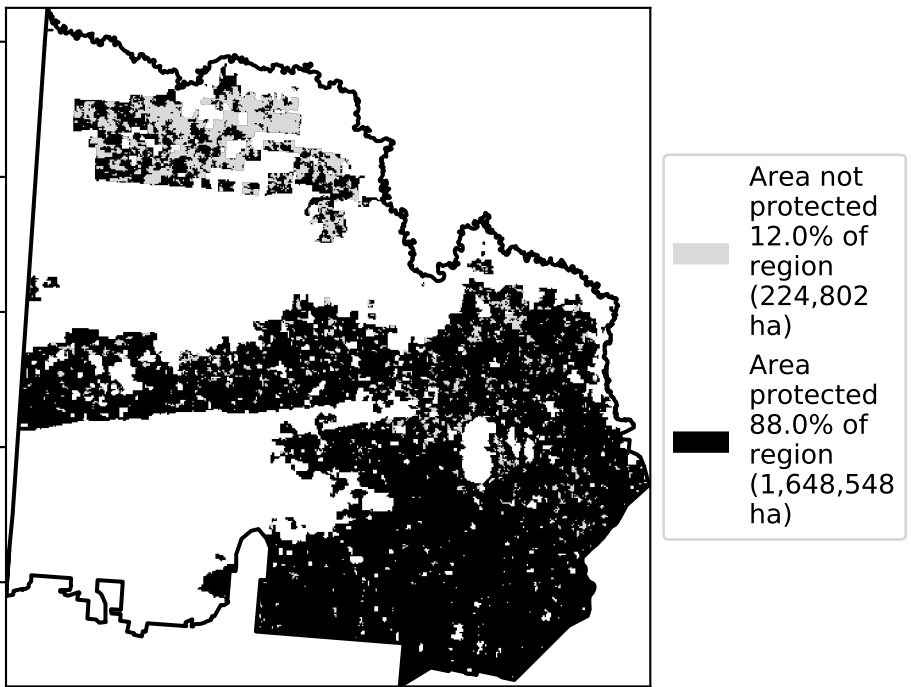 Area not
protected
12.0% of
region
(224,802
ha)
Area
protected
88.0% of
region
(1,648,548
ha)